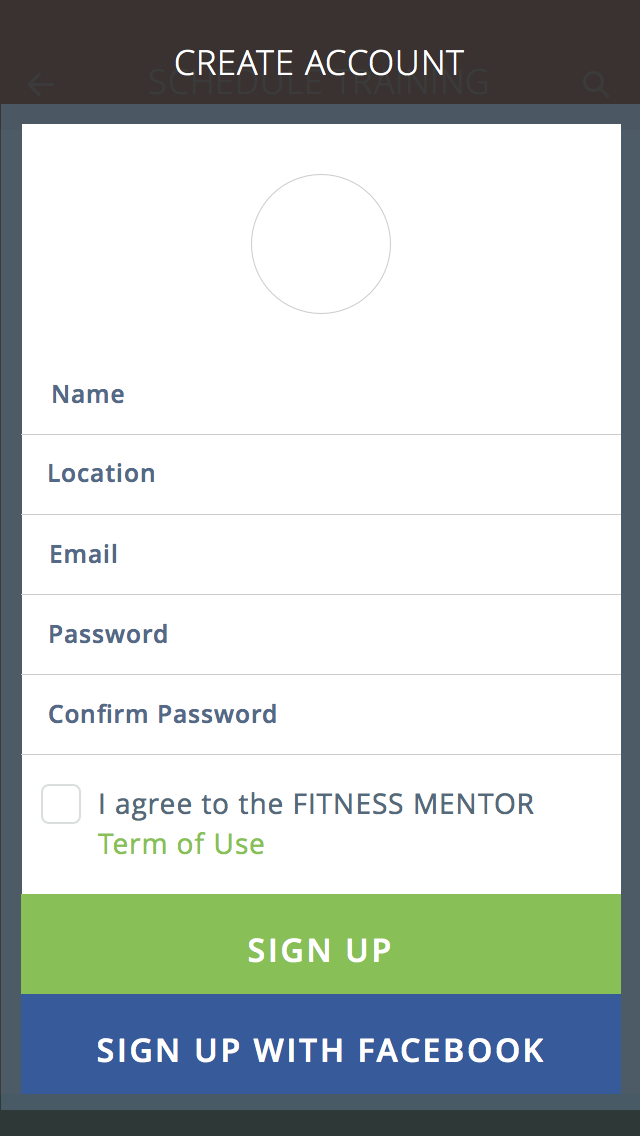 CREATE ACCOUNT
SCHEDULE TRAINING
Name
Location
Email
Password
Confirm Password
I agree to the FITNESS MENTOR
Term of Use
SIGN UP
SIGN UP WITH FACEBOOK